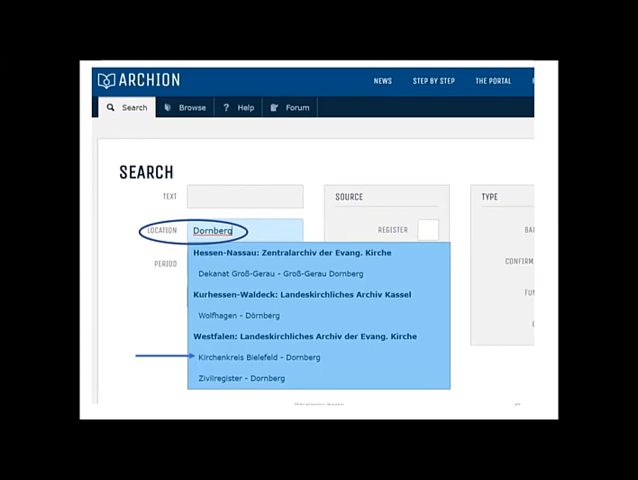 ARCHION
NEWS STEP BY STEP THE PORTAL
Search Browse ? Help Forum
SEARCH
TEXT
SOURCE
TYPE
LOCATION Dornberg
REGISTER
PERIOD
Hessen-Nassau: Zentralarchiv der Evang. Kirche
Dekanat Groß-Gerau - Groß-Gerau Dornberg
CONFIRM
Kurhessen-Waldeck: Landeskirchliches Archiv Kassel
Wolfhagen - Dörnberg
Westfalen: Landeskirchliches Archiv der Evang. Kirche
Kirchenkreis Bielefeld - Dornberg
Zivilregister - Dornberg